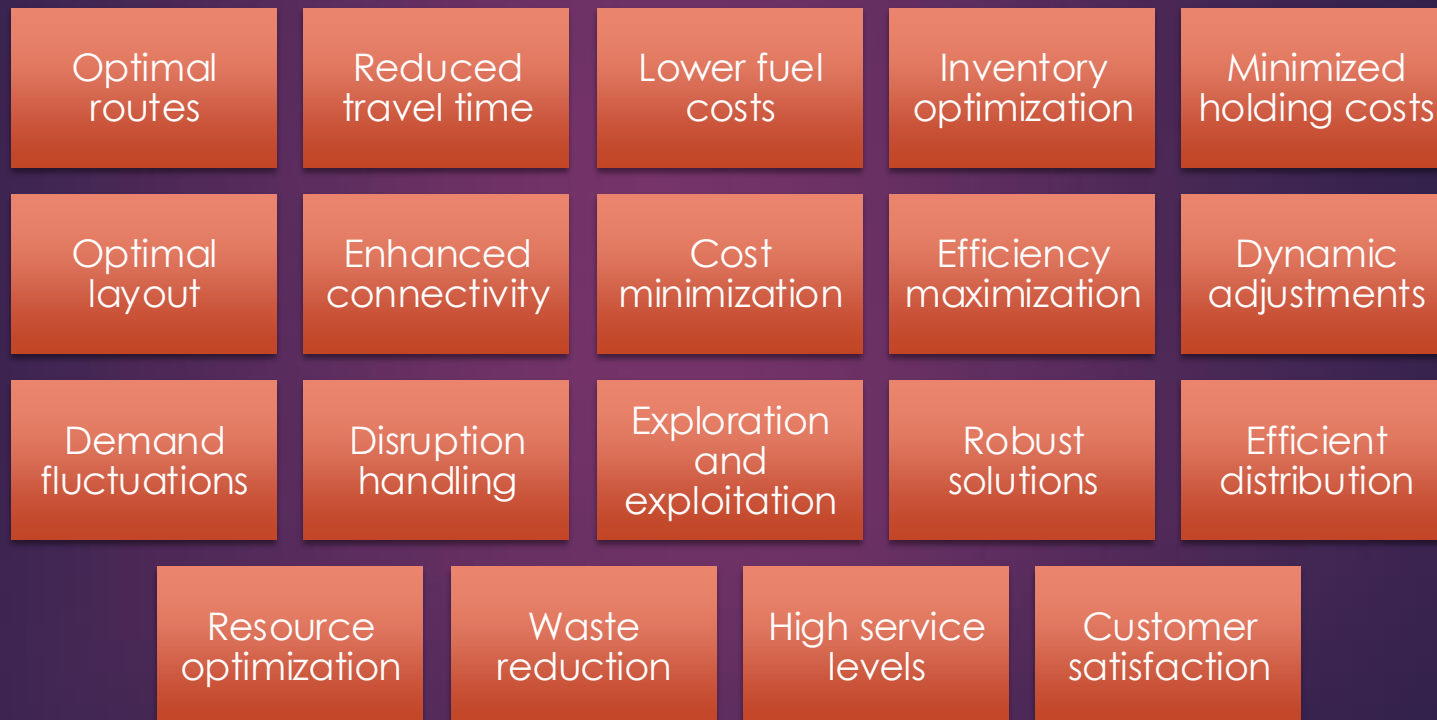 Optimal
routes
Reduced
travel time
Lower fuel
costs
Inventory
optimization
Minimized
holding costs
Optimal
layout
Enhanced
connectivity
Cost
minimization
Efficiency
maximization
Dynamic
adjustments
Demand
fluctuations
Disruption
handling
Exploration
and
exploitation
Robust
solutions
Efficient
distribution
Resource
optimization
Waste
reduction
High service
levels
Customer
satisfaction